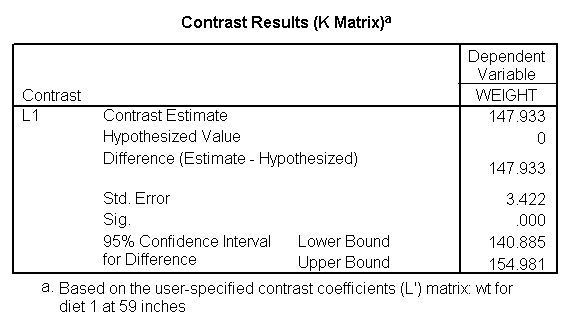 Contrast Results (K Matrix)a
Dependent
Variable
Contrast WEIGHT
L1 Contrast Estimate 147.933
Hypothesized Value 0
Difference (Estimate - Hypothesized) 147.933
Std. Error 3.422
Sig. .000
95% Confidence Interval Lower Bound 140.885
for Difference Upper Bound 154.981
a. Based on the user-specified contrast coefficients (L') matrix: wt for
diet 1 at 59 inches